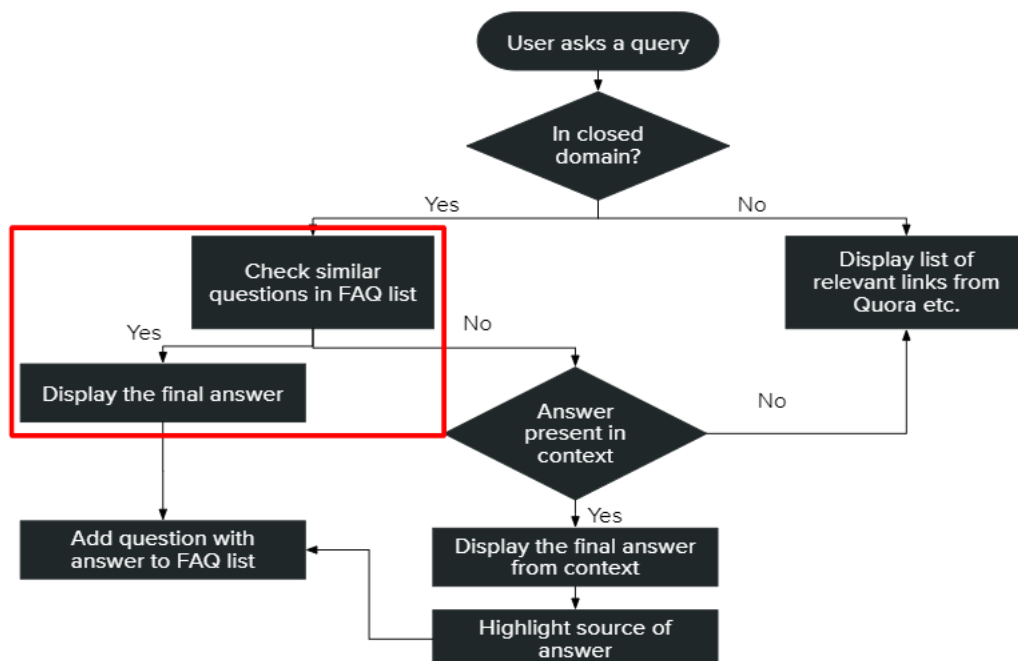 User asks a query
In closed
domain?
Yes
No
Check similar
questions in FAQ list
Display list of
relevant links from
Quora etc.
Yes
No
Display the final answer
Answer
present in
context
No
Yes
Add question with
answer to FAQ list
Display the final answer
from context
Highlight source of
answer